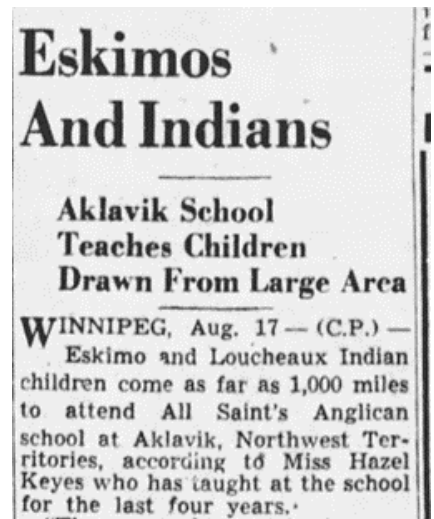 Eskimos
And Indians
Aklavik School
Teaches Children
Drawn From Large Area
WINNIPEG, Aug. 17 — (C.P.) —
Eskimo and Loucheaux Indian
children come as far as 1,000 miles
to attend All Saint's Anglican
school at Aklavik, Northwest Ter-
ritories, according to Miss Hazel
Keyes who has taught at the school
for the last four years.